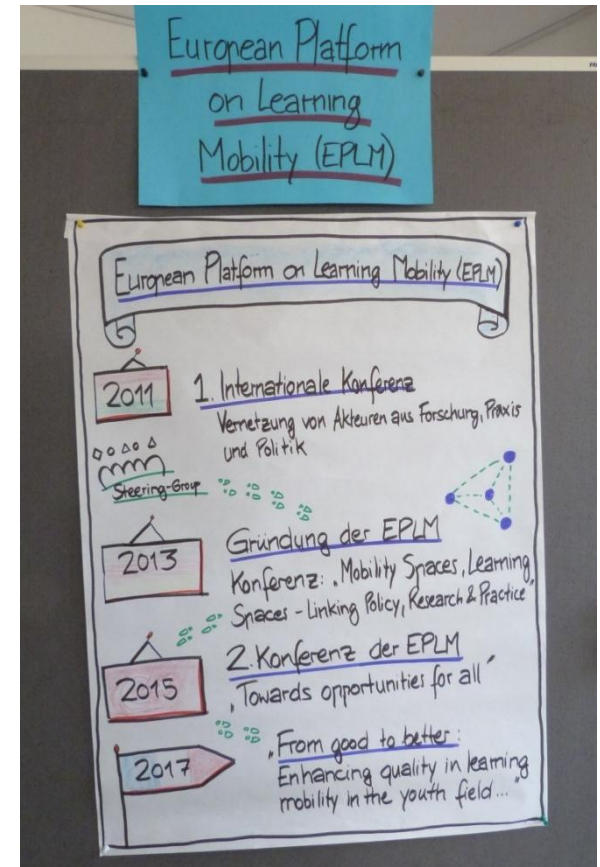 European Platform
on Learning
Mobility (EPLM)
European Platform on Learning Mobility (EPLM)
2011
1. Internationale Konferenz
Vernetzung von Akteuren aus Forschung, Praxis
und Politik
Steering-Group
2013
Gründung der EPLM
Konferenz: „Mobility Spaces, Learning
Spaces - Linking Policy, Research & Practice"
2015
2. Konferenz der EPLM
„Towards opportunities for all"
2017
„From good to better:
Enhancing quality in learning
mobility in the youth field..."